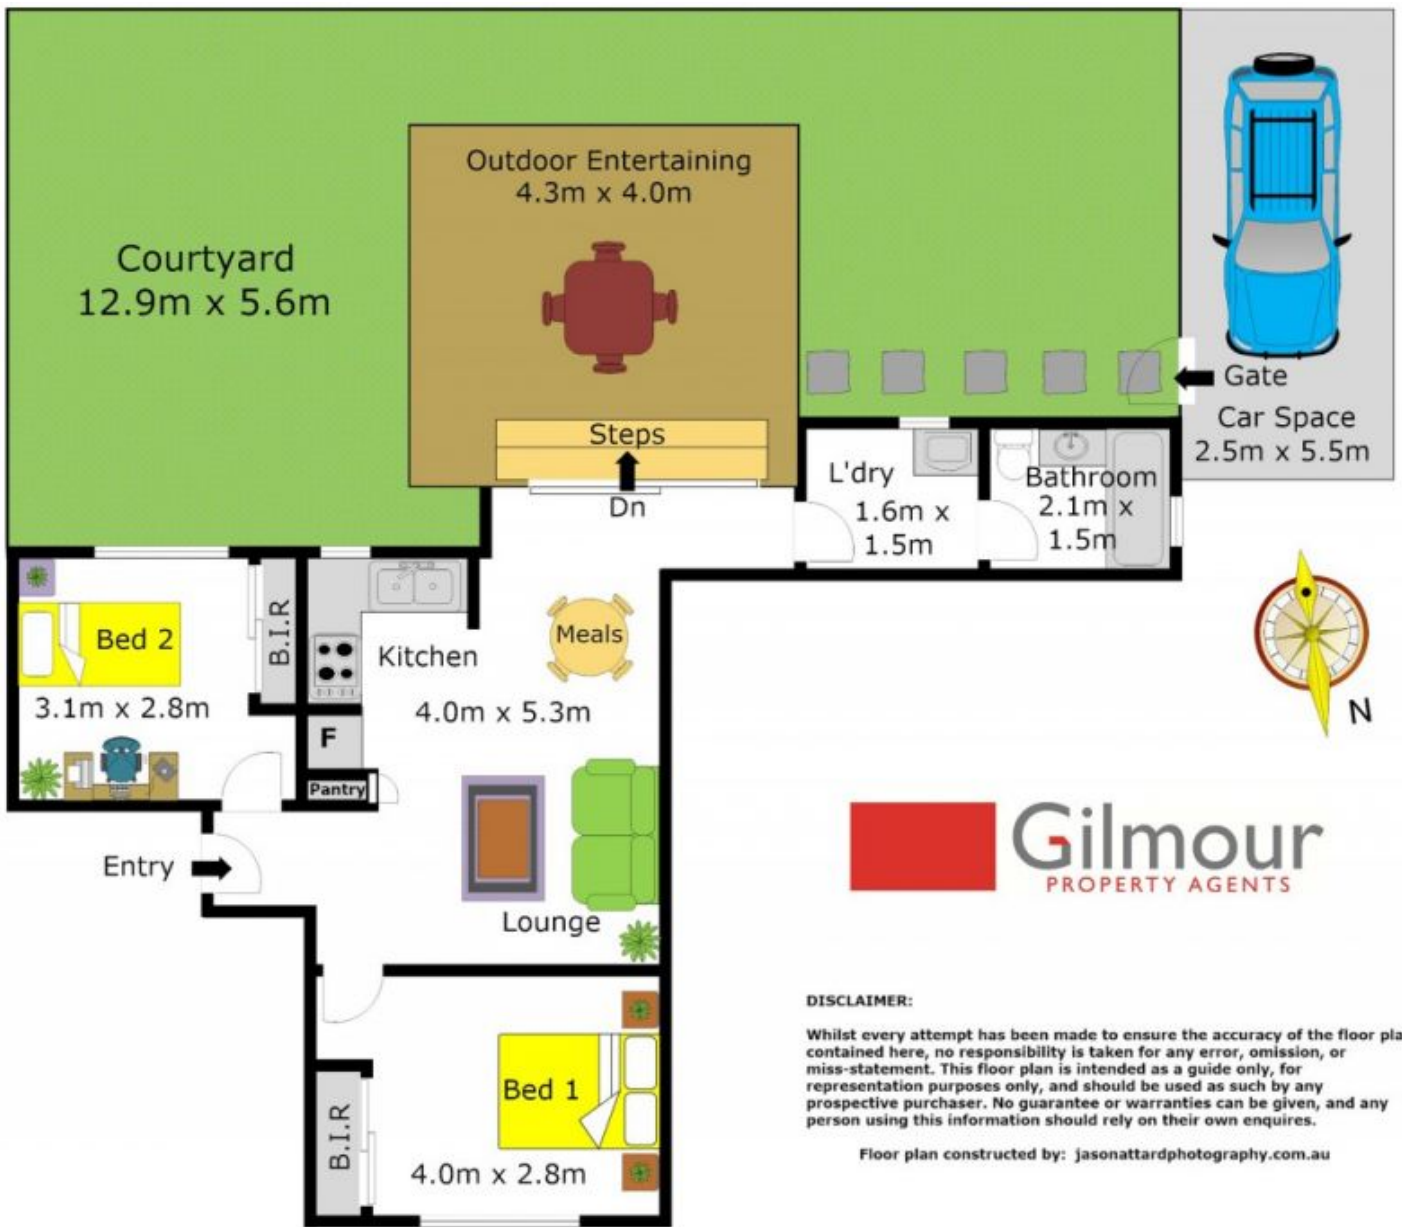 Outdoor Entertaining
4.3m x 4.0m
Courtyard
12.9m x 5.6m
Gate
Car Space
2.5m x 5.5m
Steps
Dn
L'dry
1.6m x
1.5m
Bathroom
2.1m x
1.5m
Bed 2
3.1m x 2.8m
B.I.R
Kitchen
Meals
4.0m x 5.3m
F
Pantry
N
Entry
Lounge
Gilmour
PROPERTY AGENTS
Bed 1
4.0m x 2.8m
B.I.R
DISCLAIMER:
Whilst every attempt has been made to ensure the accuracy of the floor pla
contained here, no responsibility is taken for any error, omission, or
miss-statement. This floor plan is intended as a guide only, for
representation purposes only, and should be used as such by any
prospective purchaser. No guarantee or warranties can be given, and any
person using this information should rely on their own enquires.
Floor plan constructed by: jasonattardphotography.com.au